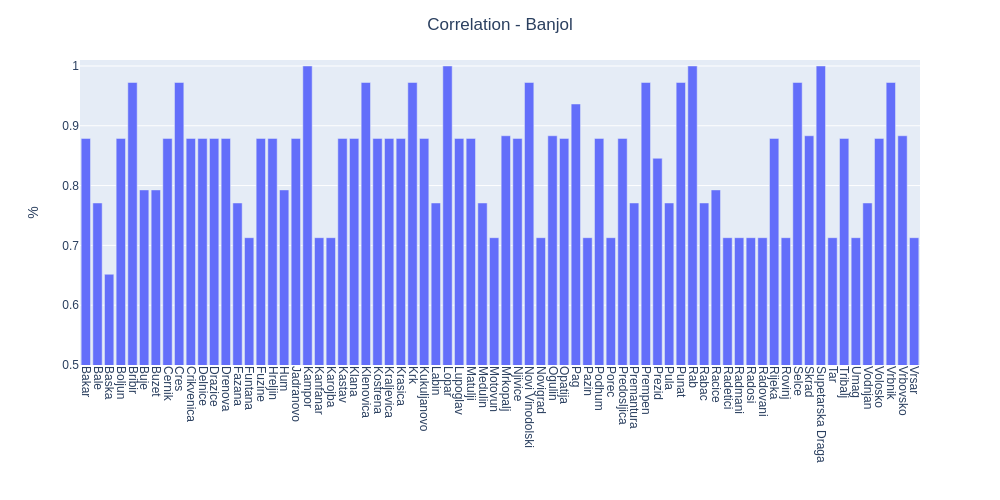 Correlation - Banjol
%
1
0.9
0.8
0.7
0.6
0.5
Bakar
Bale
Baska
Boljun
Bribir
Buje
Buzet
Cernik
Cres
Crikvenica
Delnice
Drazice
Drenova
Fazana
Funtana
Fuzine
Hreljin
Hum
Jadranovo
Kampor
Kanfanar
Karojba
Kastav
Klana
Klenovica
Kostrena
Kraljevica
Krasica
Krk
Kukuljanovo
Labin
Lopar
Lupoglav
Matulji
Medulin
Motovun
Mrkopalj
Njivice
Novi Vinodolski
Novigrad
Ogulin
Opatija
Pag
Pazin
Podhum
Porec
Predosljica
Premantura
Prempen
Prezid
Pula
Punat
Rab
Rabac
Racice
Radetici
Radmani
Radosi
Radovani
Rijeka
Rovinj
Selce
Skrad
Supetarska Draga
Tar
Tribalj
Umag
Vodnjan
Volosko
Vrbnik
Vrbovsko
Vrsar